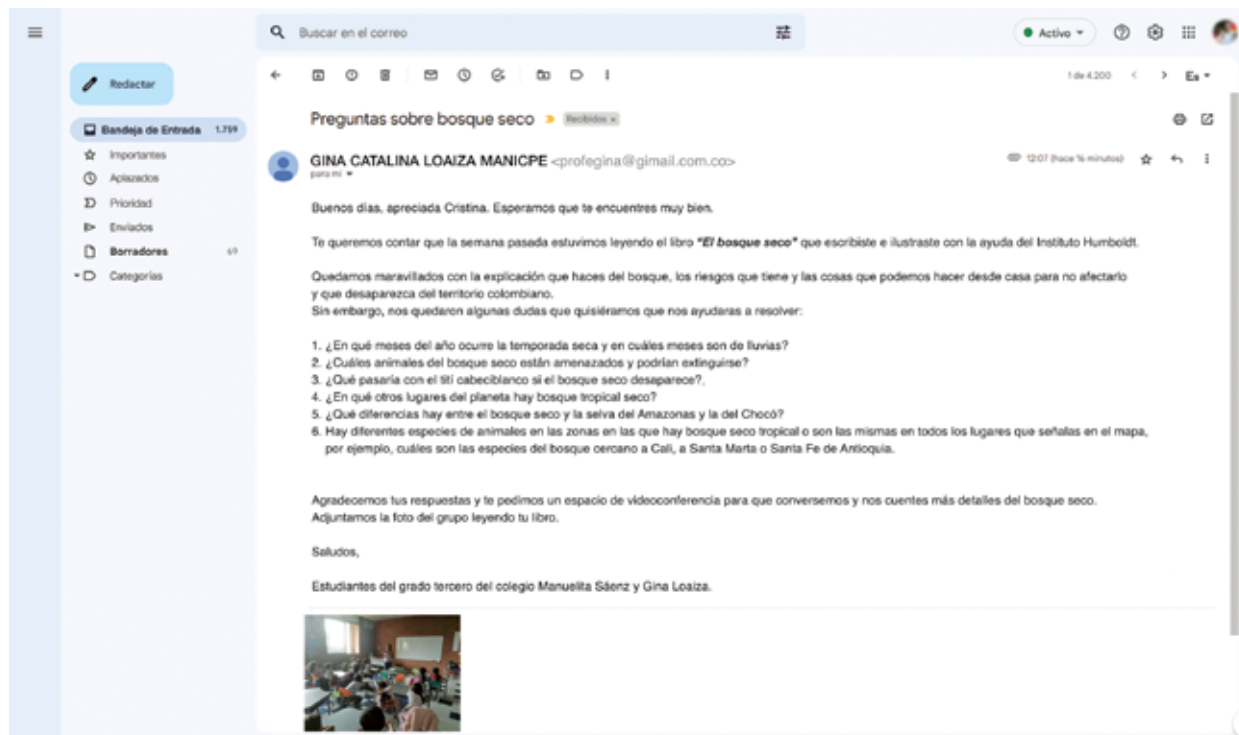 Buscar en el correo
Activo
Redactar
1 de 4.200
Es
Bandeja de Entrada 1.759
Importantes
Aplazados
Prioridad
Enviados
Borradores 69
Categorías
Preguntas sobre bosque seco
Recibidos x
GINA CATALINA LOAIZA MANICPE <profegina@gimail.com.co>
para mi
12:07 (hace 16 minutos)
Buenos días, apreciada Cristina. Esperamos que te encuentres muy bien.
Te queremos contar que la semana pasada estuvimos leyendo el libro "El bosque seco" que escribiste e ilustraste con la ayuda del Instituto Humboldt.
Quedamos maravillados con la explicación que haces del bosque, los riesgos que tiene y las cosas que podemos hacer desde casa para no afectarlo
y que desaparezca del territorio colombiano.
Sin embargo, nos quedaron algunas dudas que quisiéramos que nos ayudaras a resolver:
1. ¿En qué meses del año ocurre la temporada seca y en cuáles meses son de lluvias?
2. ¿Cuáles animales del bosque seco están amenazados y podrían extinguirse?
3. ¿Qué pasaría con el tití cabeciblanco si el bosque seco desaparece?,
4. ¿En qué otros lugares del planeta hay bosque tropical seco?
5. ¿Qué diferencias hay entre el bosque seco y la selva del Amazonas y la del Chocó?
6. Hay diferentes especies de animales en las zonas en las que hay bosque seco tropical o son las mismas en todos los lugares que señalas en el mapa,
por ejemplo, cuáles son las especies del bosque cercano a Cali, a Santa Marta o Santa Fe de Antioquia.
Agradecemos tus respuestas y te pedimos un espacio de videoconferencia para que conversemos y nos cuentes más detalles del bosque seco.
Adjuntamos la foto del grupo leyendo tu libro.
Saludos,
Estudiantes del grado tercero del colegio Manuelita Sáenz y Gina Loaiza.